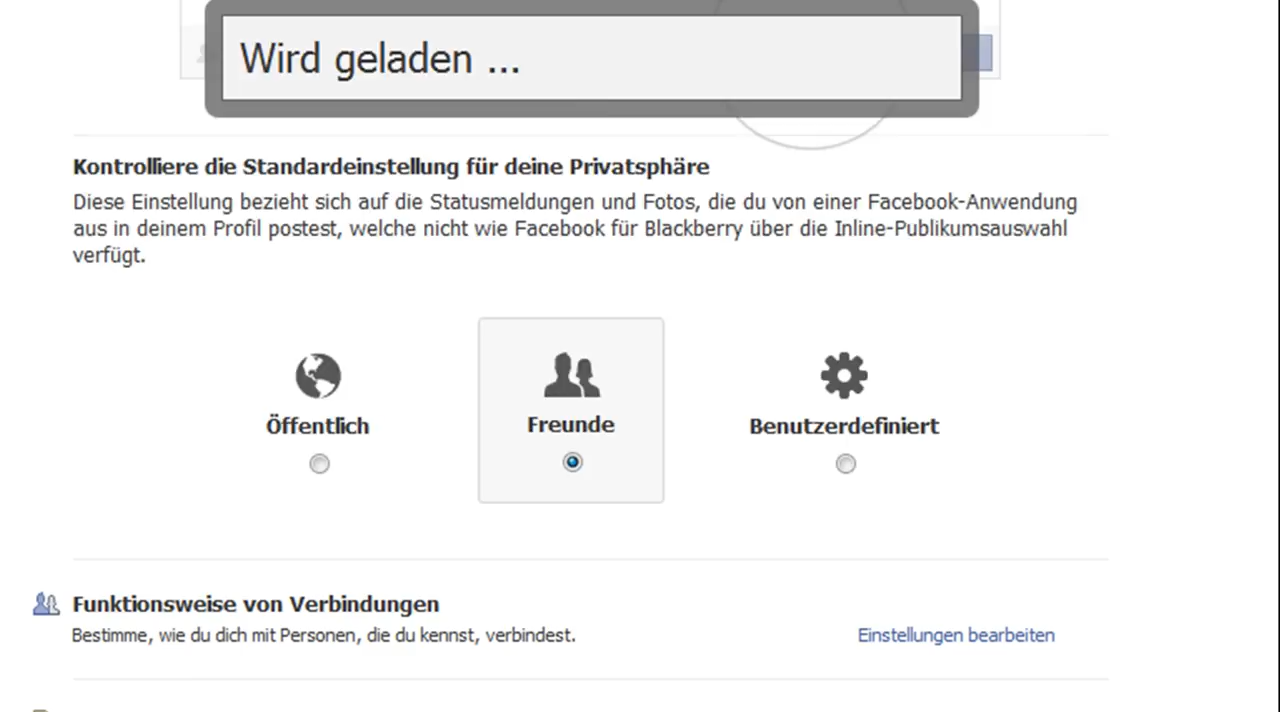 Wird geladen ...
Kontrolliere die Standardeinstellung für deine Privatsphäre
Diese Einstellung bezieht sich auf die Statusmeldungen und Fotos, die du von einer Facebook-Anwendung
aus in deinem Profil postest, welche nicht wie Facebook für Blackberry über die Inline-Publikumsauswahl
verfügt.
Öffentlich
Freunde
Benutzerdefiniert
Funktionsweise von Verbindungen
Bestimme, wie du dich mit Personen, die du kennst, verbindest.
Einstellungen bearbeiten